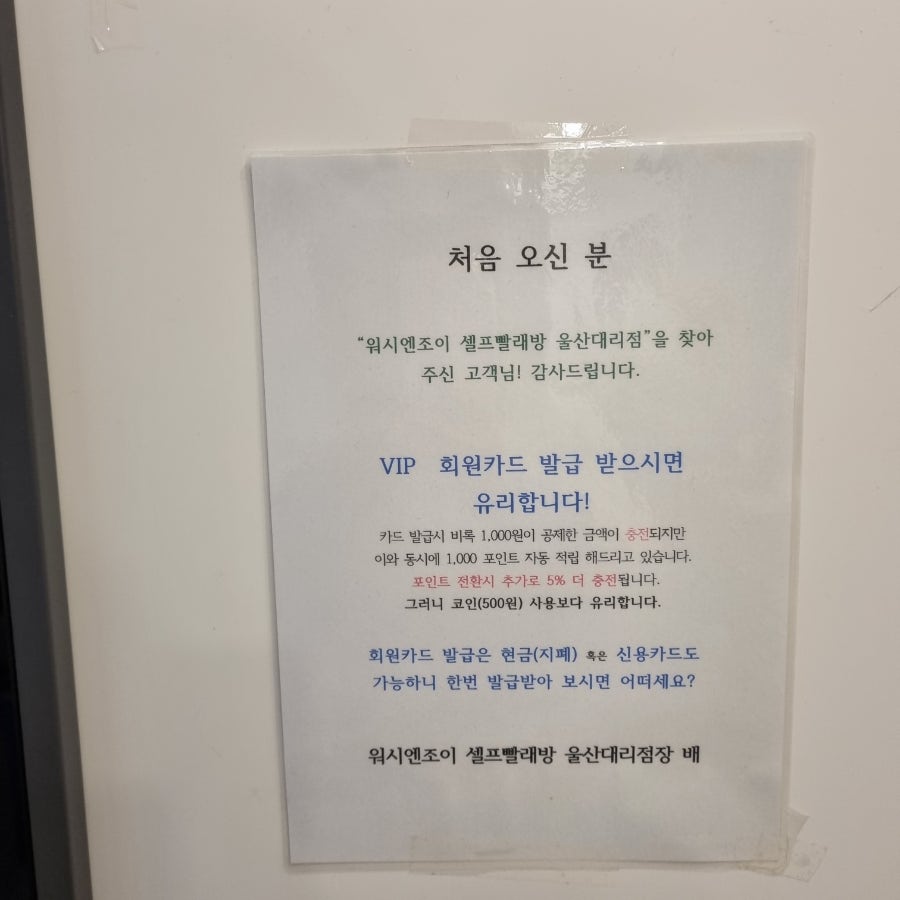 처음 오신 분
“워시엔조이 셀프빨래방 울산대리점”을 찾아
주신 고객님! 감사드립니다.
VIP 회원카드 발급 받으시면
유리합니다!
카드 발급시 비록 1,000원이 공제한 금액이 충전되지만
이와 동시에 1,000 포인트 자동 적립 해드리고 있습니다.
포인트 전환시 추가로 5% 더 충전됩니다.
그러니 코인(500원) 사용보다 유리합니다.
회원카드 발급은 현금(지폐) 혹은 신용카드도
가능하니 한번 발급받아 보시면 어떠세요?
워시엔조이 셀프빨래방 울산대리점장 배